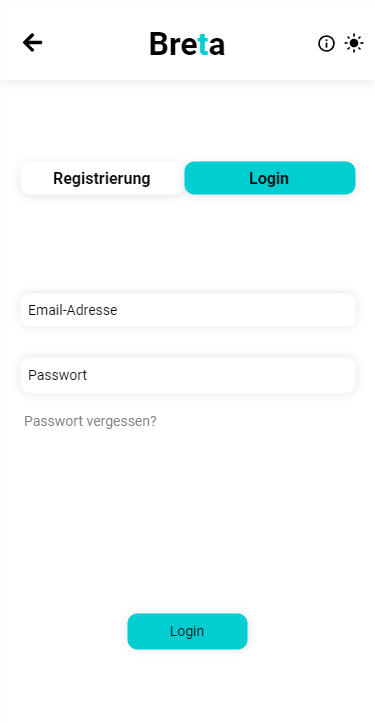 Breta
Registrierung Login
Email-Adresse
Passwort
Passwort vergessen?
Login